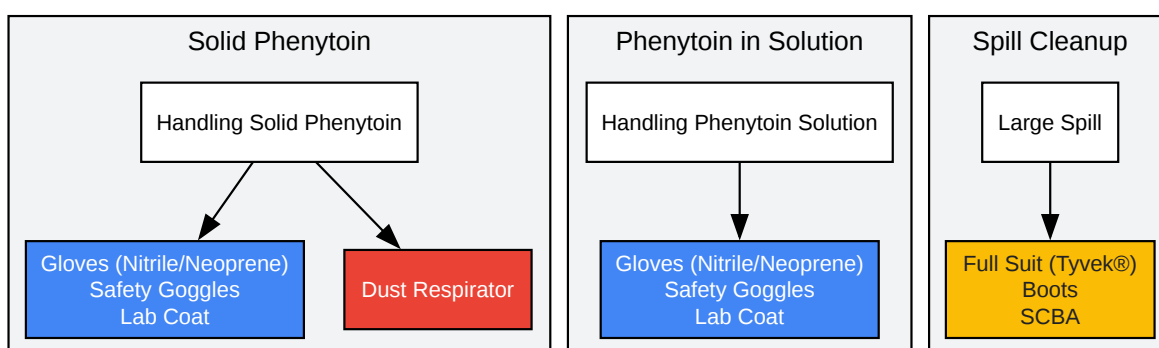 Solid Phenytoin
Handling Solid Phenytoin
Gloves (Nitrile/Neoprene)
Safety Goggles
Lab Coat
Dust Respirator
Phenytoin in Solution
Handling Phenytoin Solution
Gloves (Nitrile/Neoprene)
Safety Goggles
Lab Coat
Spill Cleanup
Large Spill
Full Suit (Tyvek®)
Boots
SCBA